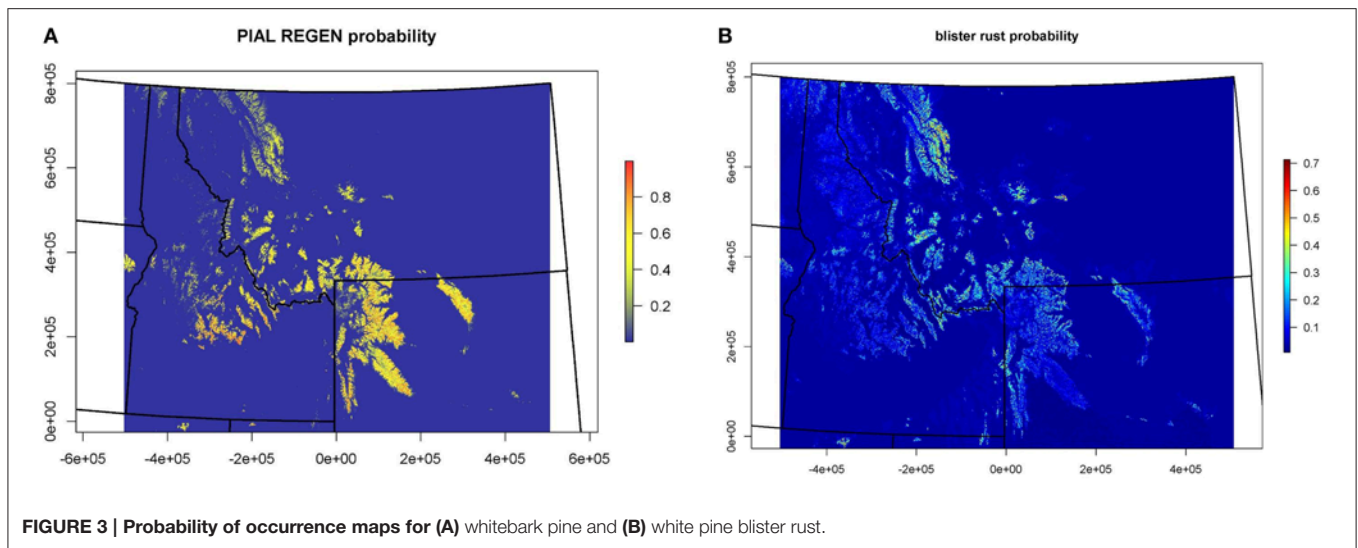 A
PIAL REGEN probability
8e+05
6e+05
4e+05
2e+05
0e+00
-6e+05 -4e+05 -2e+05 0e+00 2e+05 4e+05 6e+05
0.8
0.6
0.4
0.2
B
blister rust probability
8e+05
6e+05
4e+05
2e+05
0e+00
-4e+05 -2e+05 0e+00 2e+05 4e+05
0.7
0.6
0.5
0.4
0.3
0.2
0.1
FIGURE 3 | Probability of occurrence maps for (A) whitebark pine and (B) white pine blister rust.